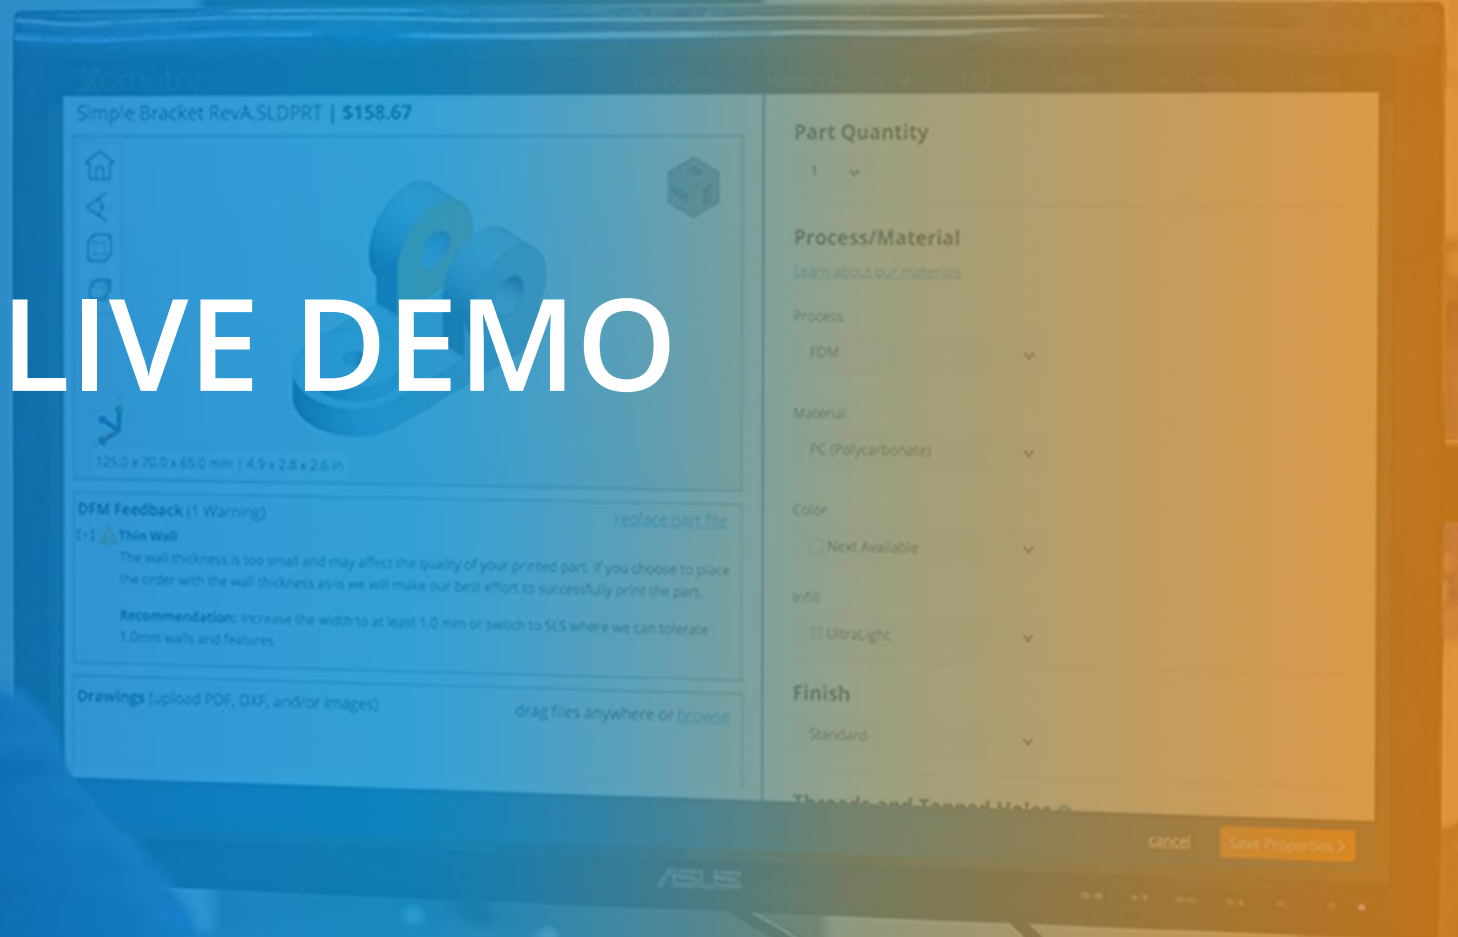 Xometry
Simple Bracket RevA.SLDPRT | $158.67
LIVE DEMO
125.0 x 70.0 x 65.0 mm | 4.9 x 2.8 x 2.6 in
DFM Feedback (1 Warning)
replace part file
Thin Wall
The wall thickness is too small and may affect the quality of your printed part. If you choose to place
the order with the wall thickness as-is we will make our best effort to successfully print the part.
Recommendation: Increase the width to at least 1.0 mm or switch to SLS where we can tolerate
1.0mm walls and features
Drawings (upload PDF, DXF, and/or images)
drag files anywhere or browse
Part Quantity
1
Process/Material
Learn about our materials
Process
FDM
Material
PC (Polycarbonate)
Color
Next Available
Infill
UltraLight
Finish
Standard
Threads and Tapped Holes
cancel
Save Properties >
ASUS